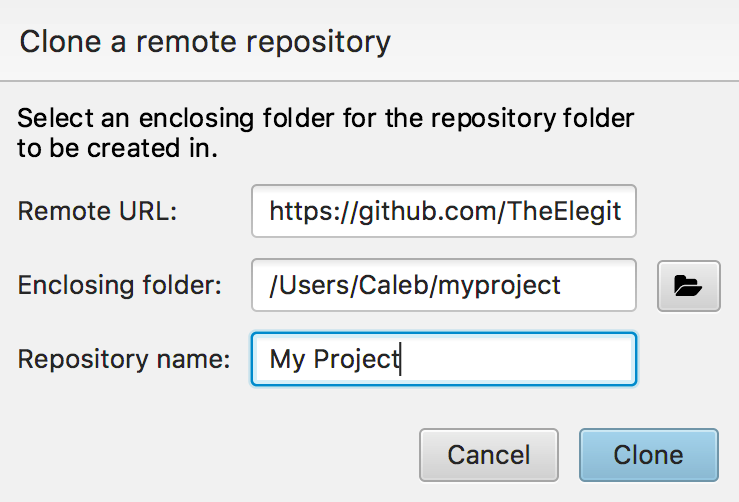 Clone a remote repository
Select an enclosing folder for the repository folder
to be created in.
Remote URL: https://github.com/TheElegit
Enclosing folder: /Users/Caleb/myproject
Repository name: My Project
Cancel Clone